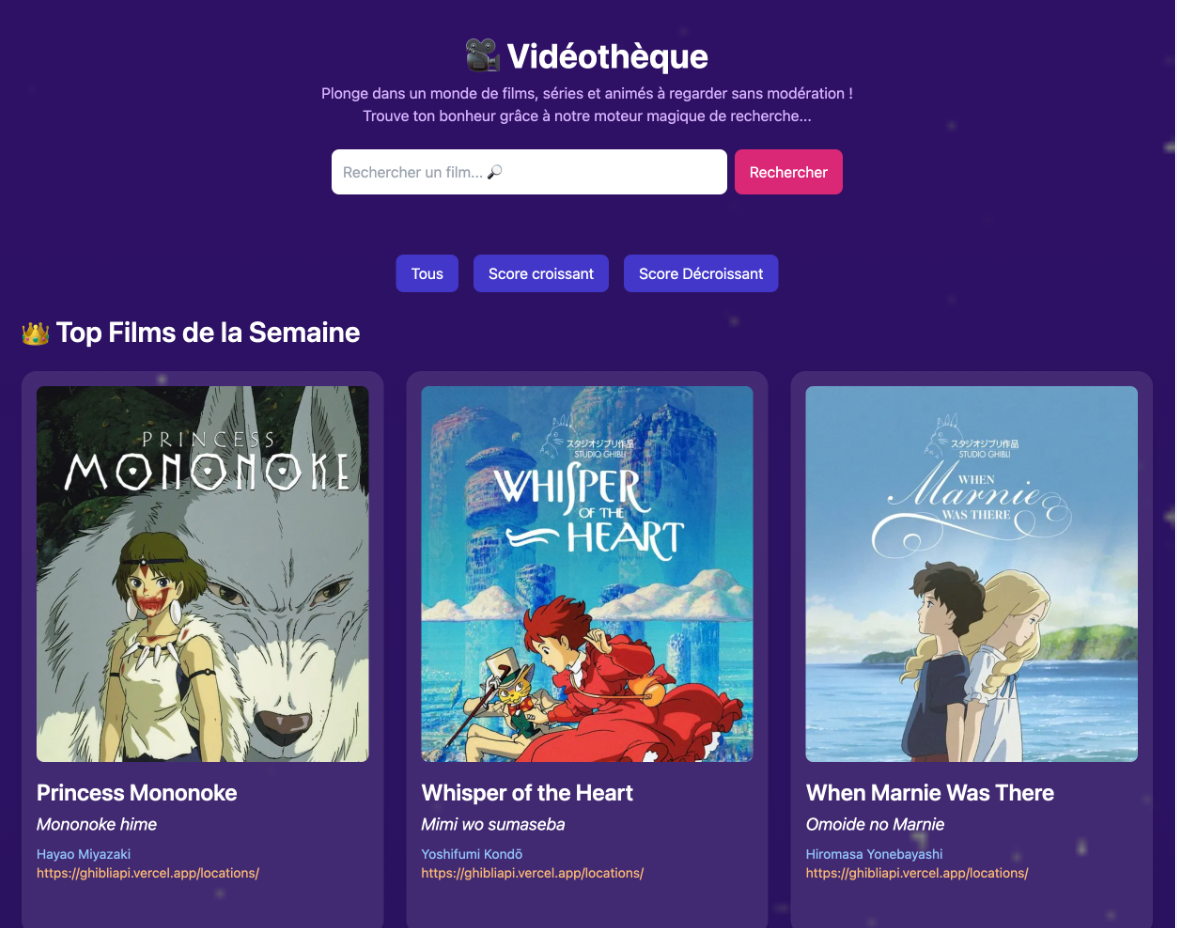 Vidéothèque
Plonge dans un monde de films, séries et animés à regarder sans modération !
Trouve ton bonheur grâce à notre moteur magique de recherche...
Rechercher un film... 🔎
Rechercher
Tous
Score croissant
Score Décroissant
Top Films de la Semaine
PRINCESS
MONONOKE
スタジオジブリ作品
STUDIO GHIBLI
WHISPER
OF THE
HEART
スタジオジブリ作品
STUDIO GHIBLI
WHEN
Marnie
WAS THERE
Princess Mononoke
Mononoke hime
Hayao Miyazaki
https://ghibliapi.vercel.app/locations/
Whisper of the Heart
Mimi wo sumaseba
Yoshifumi Kondō
https://ghibliapi.vercel.app/locations/
When Marnie Was There
Omoide no Marnie
Hiromasa Yonebayashi
https://ghibliapi.vercel.app/locations/